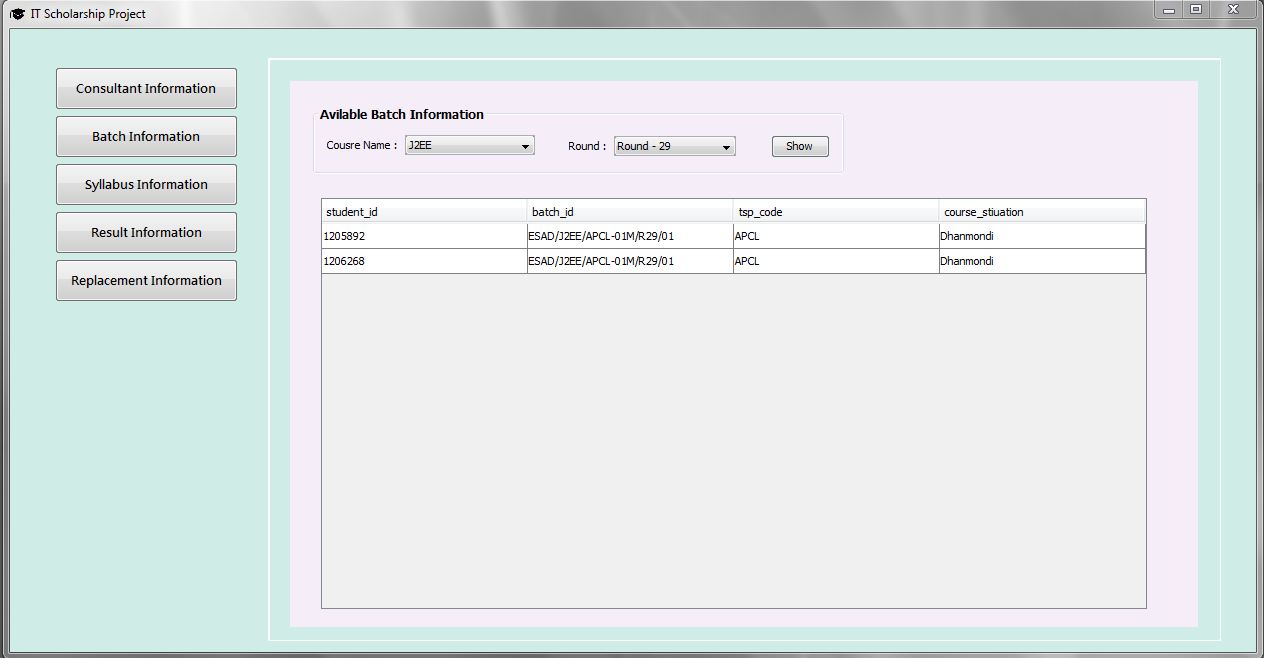 IT Scholarship Project
Consultant Information
Batch Information
Syllabus Information
Result Information
Replacement Information
Avilable Batch Information
Cousre Name : J2EE Round : Round - 29 Show
student_id batch_id tsp_code course_stiuation
1205892 ESAD/J2EE/APCL-01M/R29/01 APCL Dhanmondi
1206268 ESAD/J2EE/APCL-01M/R29/01 APCL Dhanmondi